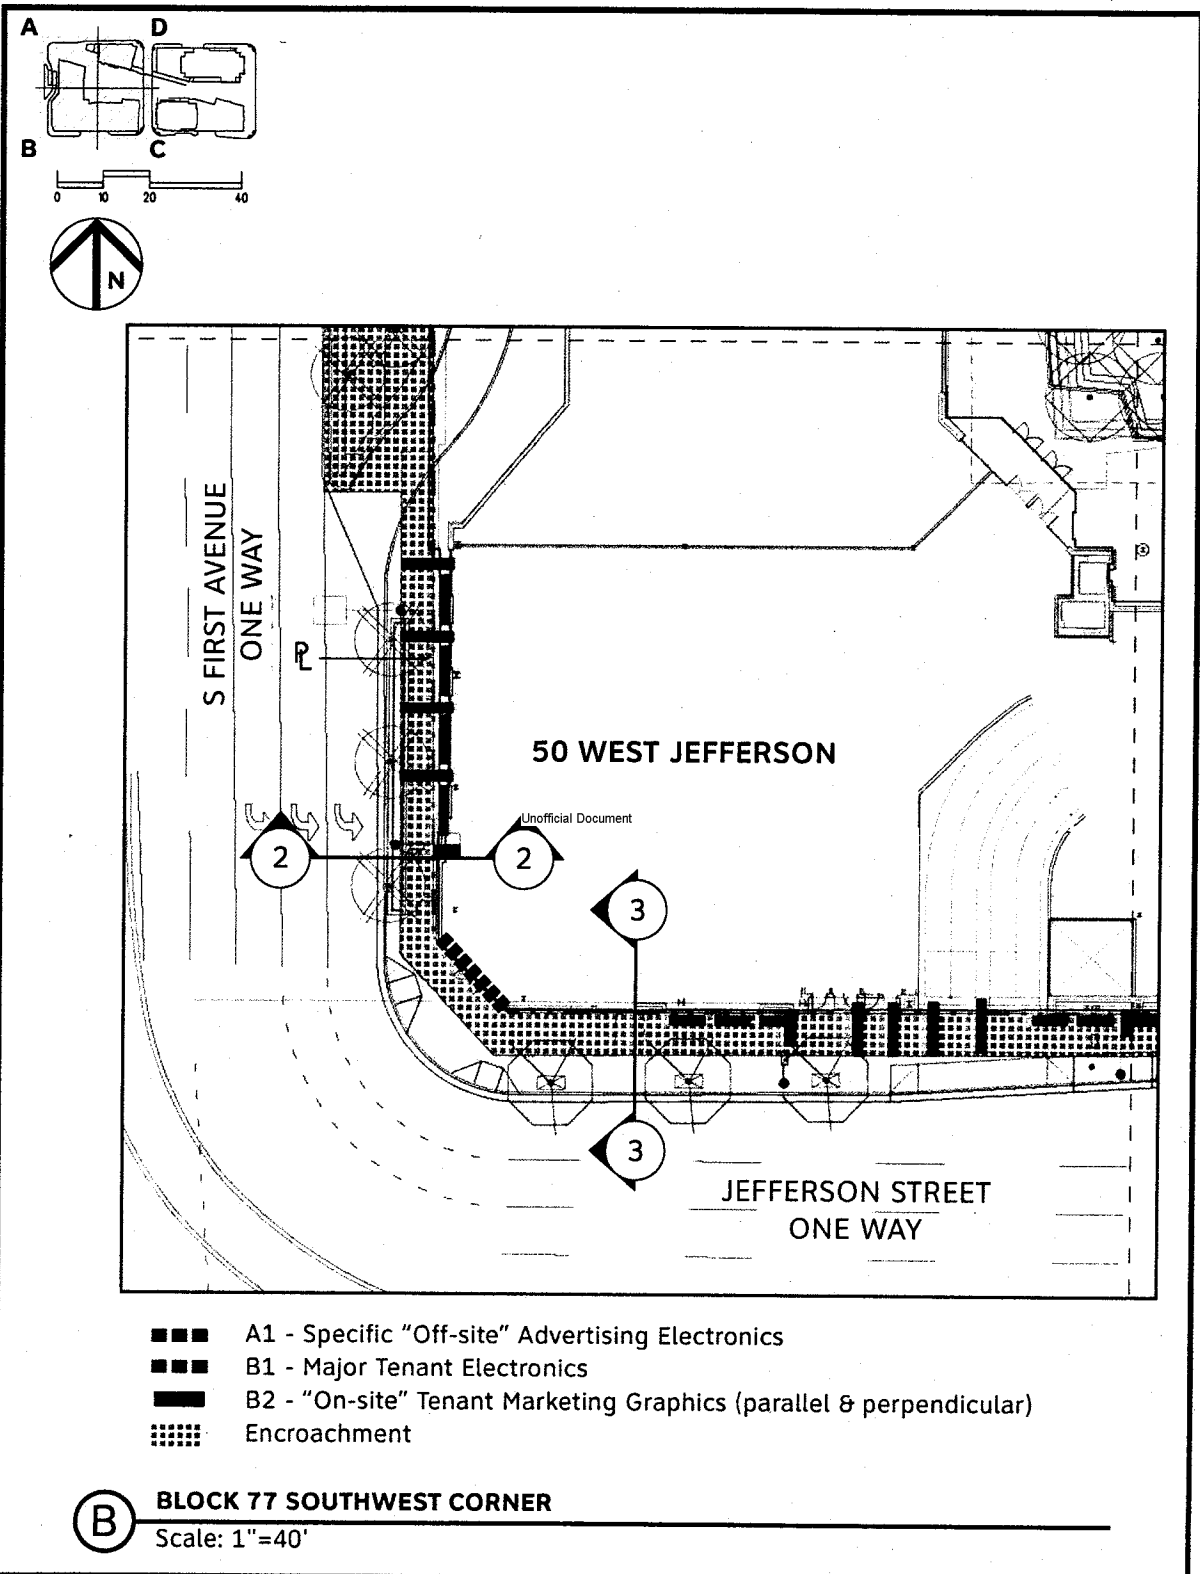 A D
B C
0 10 20 40
N
S FIRST AVENUE
ONE WAY
PL
50 WEST JEFFERSON
Unofficial Document
2 2
3
3
JEFFERSON STREET
ONE WAY
A1 - Specific “Off-site” Advertising Electronics
B1 - Major Tenant Electronics
B2 - “On-site” Tenant Marketing Graphics (parallel & perpendicular)
Encroachment
B
BLOCK 77 SOUTHWEST CORNER
Scale: 1"=40'